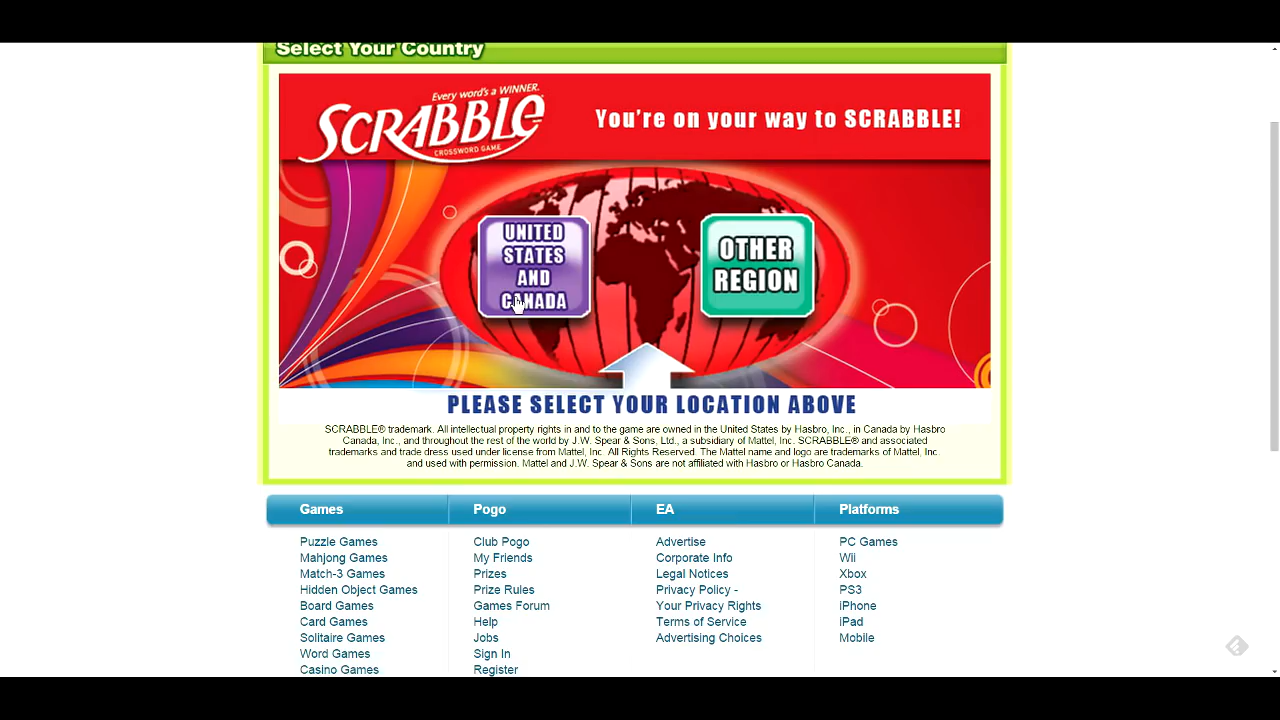 Select Your Country
Every word's a WINNER.
SCRABBLE
CROSSWORD GAME
You're on your way to SCRABBLE!
UNITED
STATES
AND
CANADA
OTHER
REGION
PLEASE SELECT YOUR LOCATION ABOVE
SCRABBLE® trademark. All intellectual property rights in and to the game are owned in the United States by Hasbro, Inc., in Canada by Hasbro
Canada, Inc., and throughout the rest of the world by J.W. Spear & Sons, Ltd., a subsidiary of Mattel, Inc. SCRABBLE® and associated
trademarks and trade dress used under license from Mattel, Inc. All Rights Reserved. The Mattel name and logo are trademarks of Mattel, Inc.
and used with permission. Mattel and J.W. Spear & Sons are not affiliated with Hasbro or Hasbro Canada.
Games
Puzzle Games
Mahjong Games
Match-3 Games
Hidden Object Games
Board Games
Card Games
Solitaire Games
Word Games
Casino Games
Pogo
Club Pogo
My Friends
Prizes
Prize Rules
Games Forum
Help
Jobs
Sign In
Register
EA
Advertise
Corporate Info
Legal Notices
Privacy Policy -
Your Privacy Rights
Terms of Service
Advertising Choices
Platforms
PC Games
Wii
Xbox
PS3
iPhone
iPad
Mobile